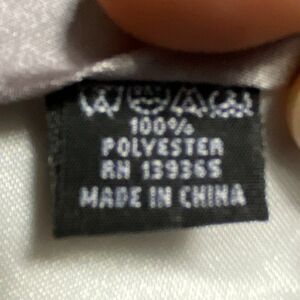 100%
POLYESTER
RN 139365
MADE IN CHINA